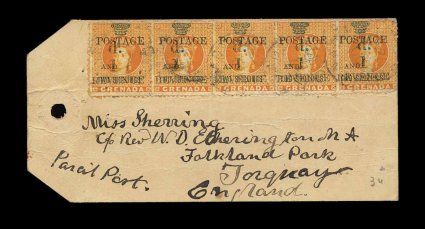 POSTAGE POSTAGE POSTAGE POSTAGE POSTAGE
AND AND AND AND AND
GRENADA GRENADA GRENADA GRENADA GRENADA
Miss Sherring
C/o Rev W. D. Etherington M A
Falkland Park
Torquay
Parcel Post.
England.
34